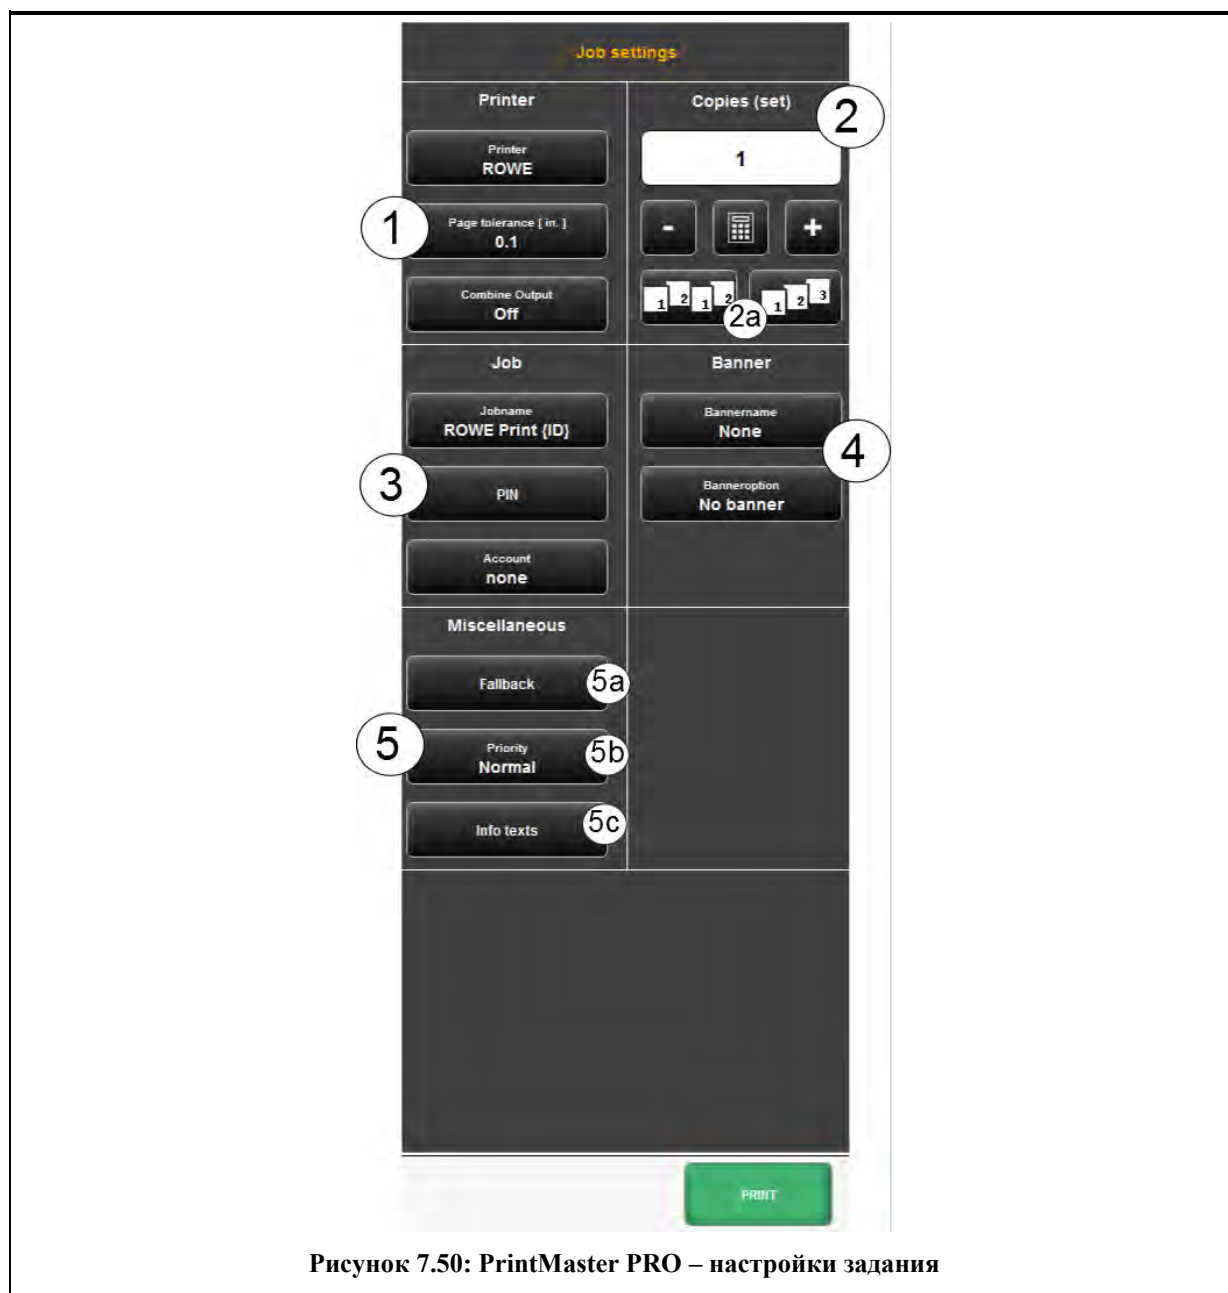 Job settings
Printer
Copies (set)
2
Printer
ROWE
1
1
Page tolerance [ in. ]
0.1
-
+
Combine Output
Off
1 2 1 2
2a
1 2 3
Job
Banner
Jobname
ROWE Print {ID}
Bannername
None
4
3
PIN
Banneroption
No banner
Account
none
Miscellaneous
Fallback
5a
5
Priority
Normal
5b
Info texts
5c
PRINT
Рисунок 7.50: PrintMaster PRO – настройки задания